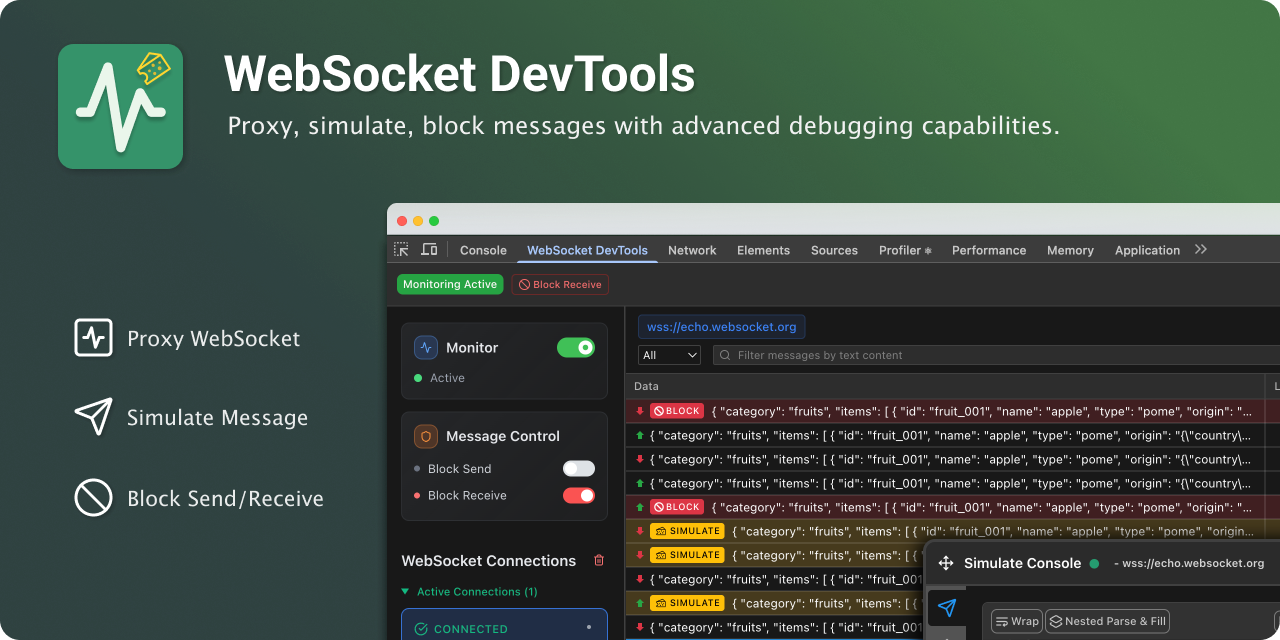 WebSocket DevTools
Proxy, simulate, block messages with advanced debugging capabilities.
Proxy WebSocket
Simulate Message
Block Send/Receive
Console WebSocket DevTools Network Elements Sources Profiler Performance Memory Application
Monitoring Active Block Receive
Monitor
Active
Message Control
Block Send
Block Receive
WebSocket Connections
Active Connections (1)
CONNECTED
wss://echo.websocket.org
All Filter messages by text content
Data L
BLOCK { "category": "fruits", "items": [ { "id": "fruit_001", "name": "apple", "type": "pome", "origin": "...
{ "category": "fruits", "items": [ { "id": "fruit_001", "name": "apple", "type": "pome", "origin": "{\"country\...
{ "category": "fruits", "items": [ { "id": "fruit_001", "name": "apple", "type": "pome", "origin": "{\"country\...
{ "category": "fruits", "items": [ { "id": "fruit_001", "name": "apple", "type": "pome", "origin": "{\"country\...
BLOCK { "category": "fruits", "items": [ { "id": "fruit_001", "name": "apple", "type": "pome", "origin": "...
SIMULATE { "category": "fruits", "items": [ { "id": "fruit_001", "name": "apple", "type": "pome", "origin...
SIMULATE { "category": "fruits", "items": [ {
{ "category": "fruits", "items": [ { "id": "fruit_001
SIMULATE { "category": "fruits", "items": [ {
{ "category": "fruits", "items": [ { "id": "fruit_001
Simulate Console - wss://echo.websocket.org
Wrap Nested Parse & Fill